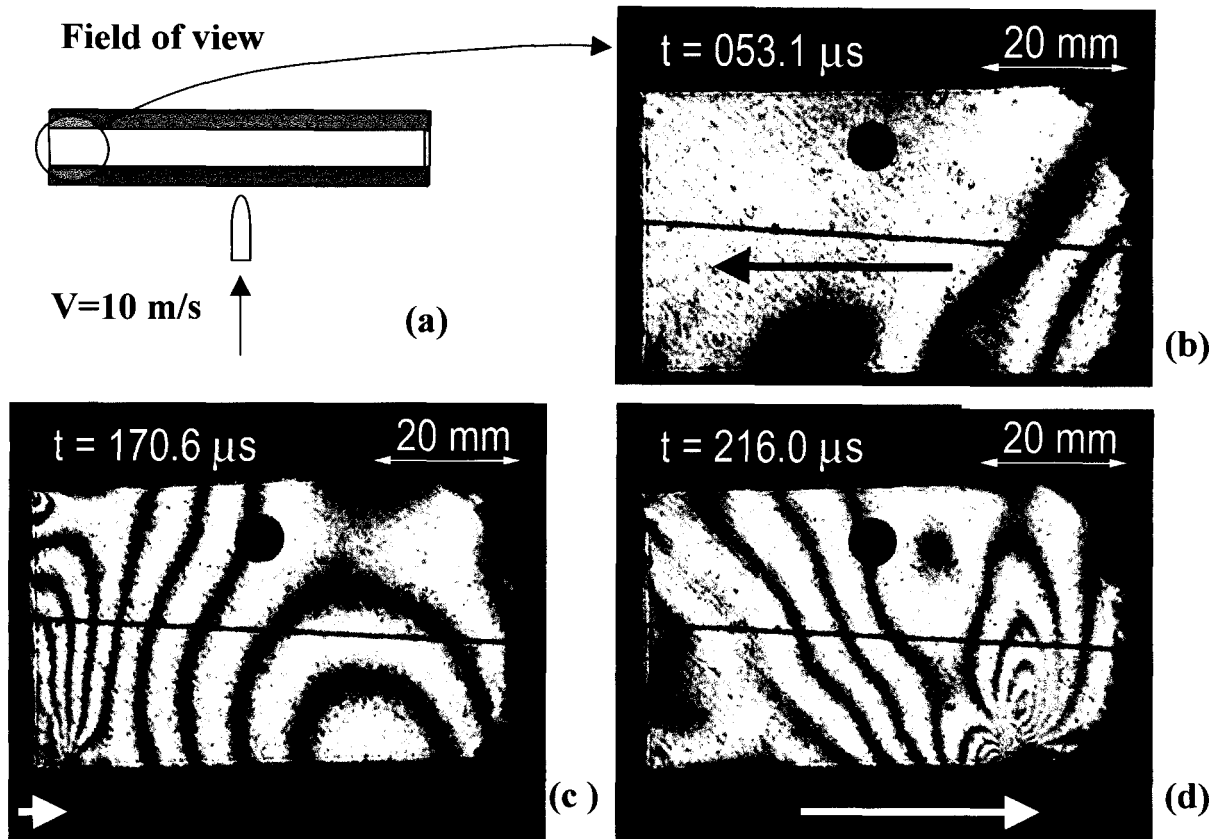 Field of view
V=10 m/s
(a)
t = 053.1 μs
20 mm
(b)
t = 170.6 μs
20 mm
(c )
t = 216.0 μs
20 mm
(d)